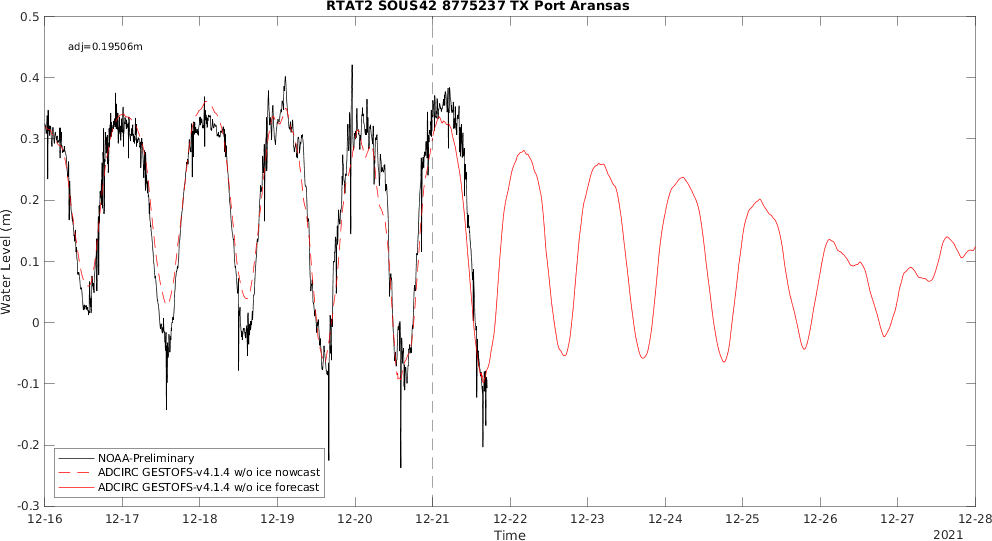 RTAT2 SOUS42 8775237 TX Port Aransas
0.5
adj=0.19506m
0.4
0.3
0.2
0.1
0
-0.1
-0.2
-0.3
Water Level (m)
NOAA-Preliminary
ADCIRC GESTOFS-v4.1.4 w/o ice nowcast
ADCIRC GESTOFS-v4.1.4 w/o ice forecast
12-16 12-17 12-18 12-19 12-20 12-21 12-22 12-23 12-24 12-25 12-26 12-27 12-28
Time
2021